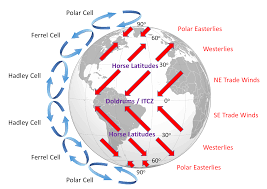 Polar Cell
90°
Polar Easterlies
Ferrel Cell
60°
Westerlies
Horse Latitudes
30°
Hadley Cell
NE Trade Winds
Doldrums / ITCZ
0°
Hadley Cell
SE Trade Winds
Horse Latitudes
30°
Westerlies
Ferrel Cell
60°
Polar Easterlies
90°
Polar Cell